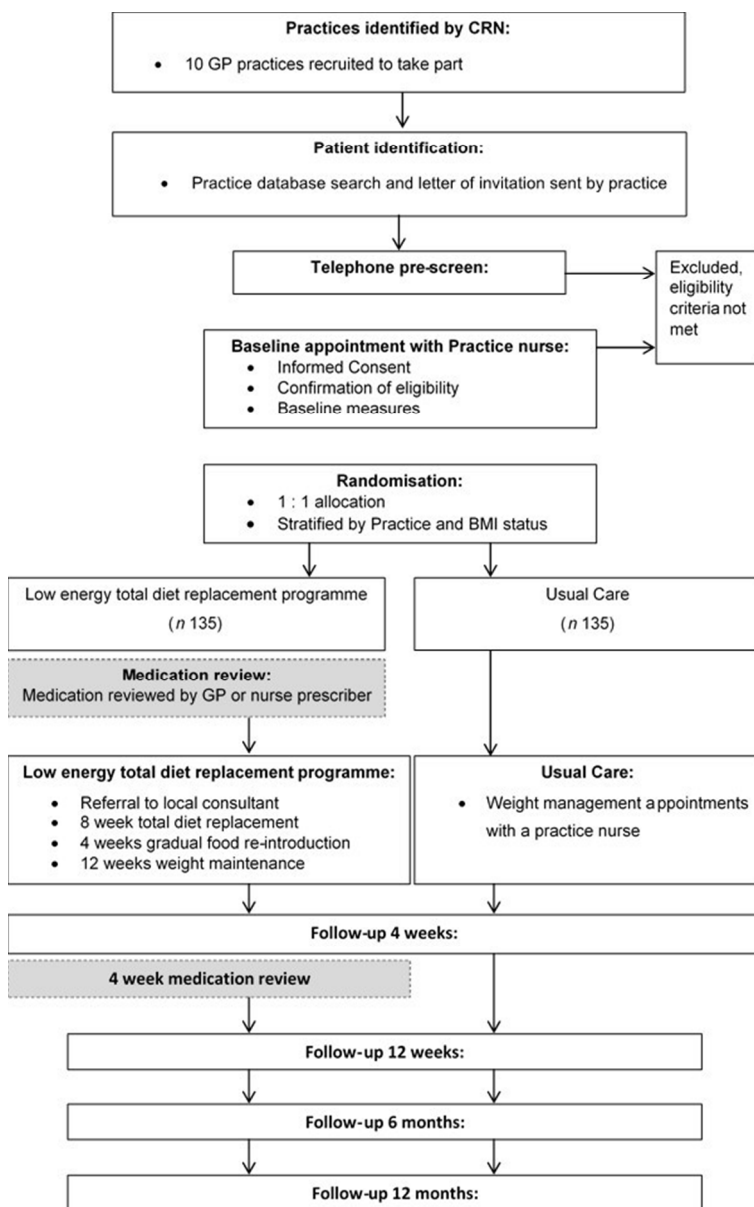 Practices identified by CRN:
• 10 GP practices recruited to take part
Patient identification:
• Practice database search and letter of invitation sent by practice
Telephone pre-screen:
Excluded,
eligibility
criteria not
met
Baseline appointment with Practice nurse:
• Informed Consent
• Confirmation of eligibility
• Baseline measures
Randomisation:
• 1 : 1 allocation
• Stratified by Practice and BMI status
Low energy total diet replacement programme
(n 135)
Usual Care
(n 135)
Medication review:
Medication reviewed by GP or nurse prescriber
Low energy total diet replacement programme:
• Referral to local consultant
• 8 week total diet replacement
• 4 weeks gradual food re-introduction
• 12 weeks weight maintenance
Usual Care:
• Weight management appointments
with a practice nurse
Follow-up 4 weeks:
4 week medication review
Follow-up 12 weeks:
Follow-up 6 months:
Follow-up 12 months: